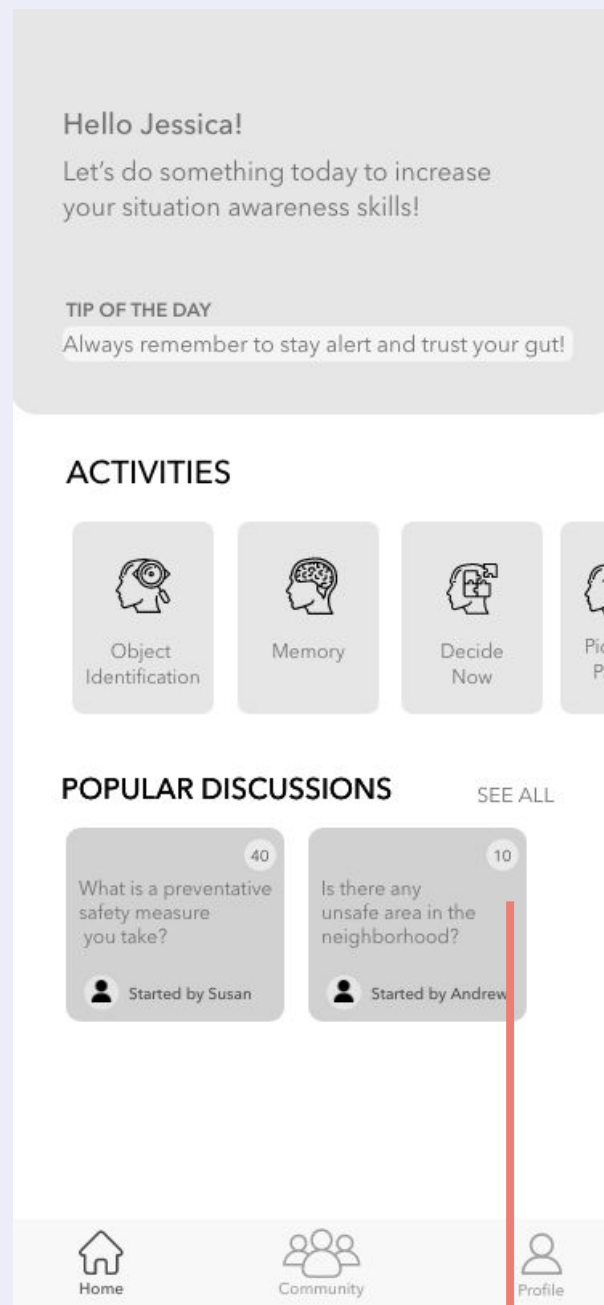 Hello Jessica!
Let's do something today to increase
your situation awareness skills!
TIP OF THE DAY
Always remember to stay alert and trust your gut!
ACTIVITIES
Object
Identification
Memory
Decide
Now
POPULAR DISCUSSIONS
SEE ALL
40
What is a preventative
safety measure
you take?
Started by Susan
10
Is there any
unsafe area in the
neighborhood?
Started by Andrew
Home
Community
Profile